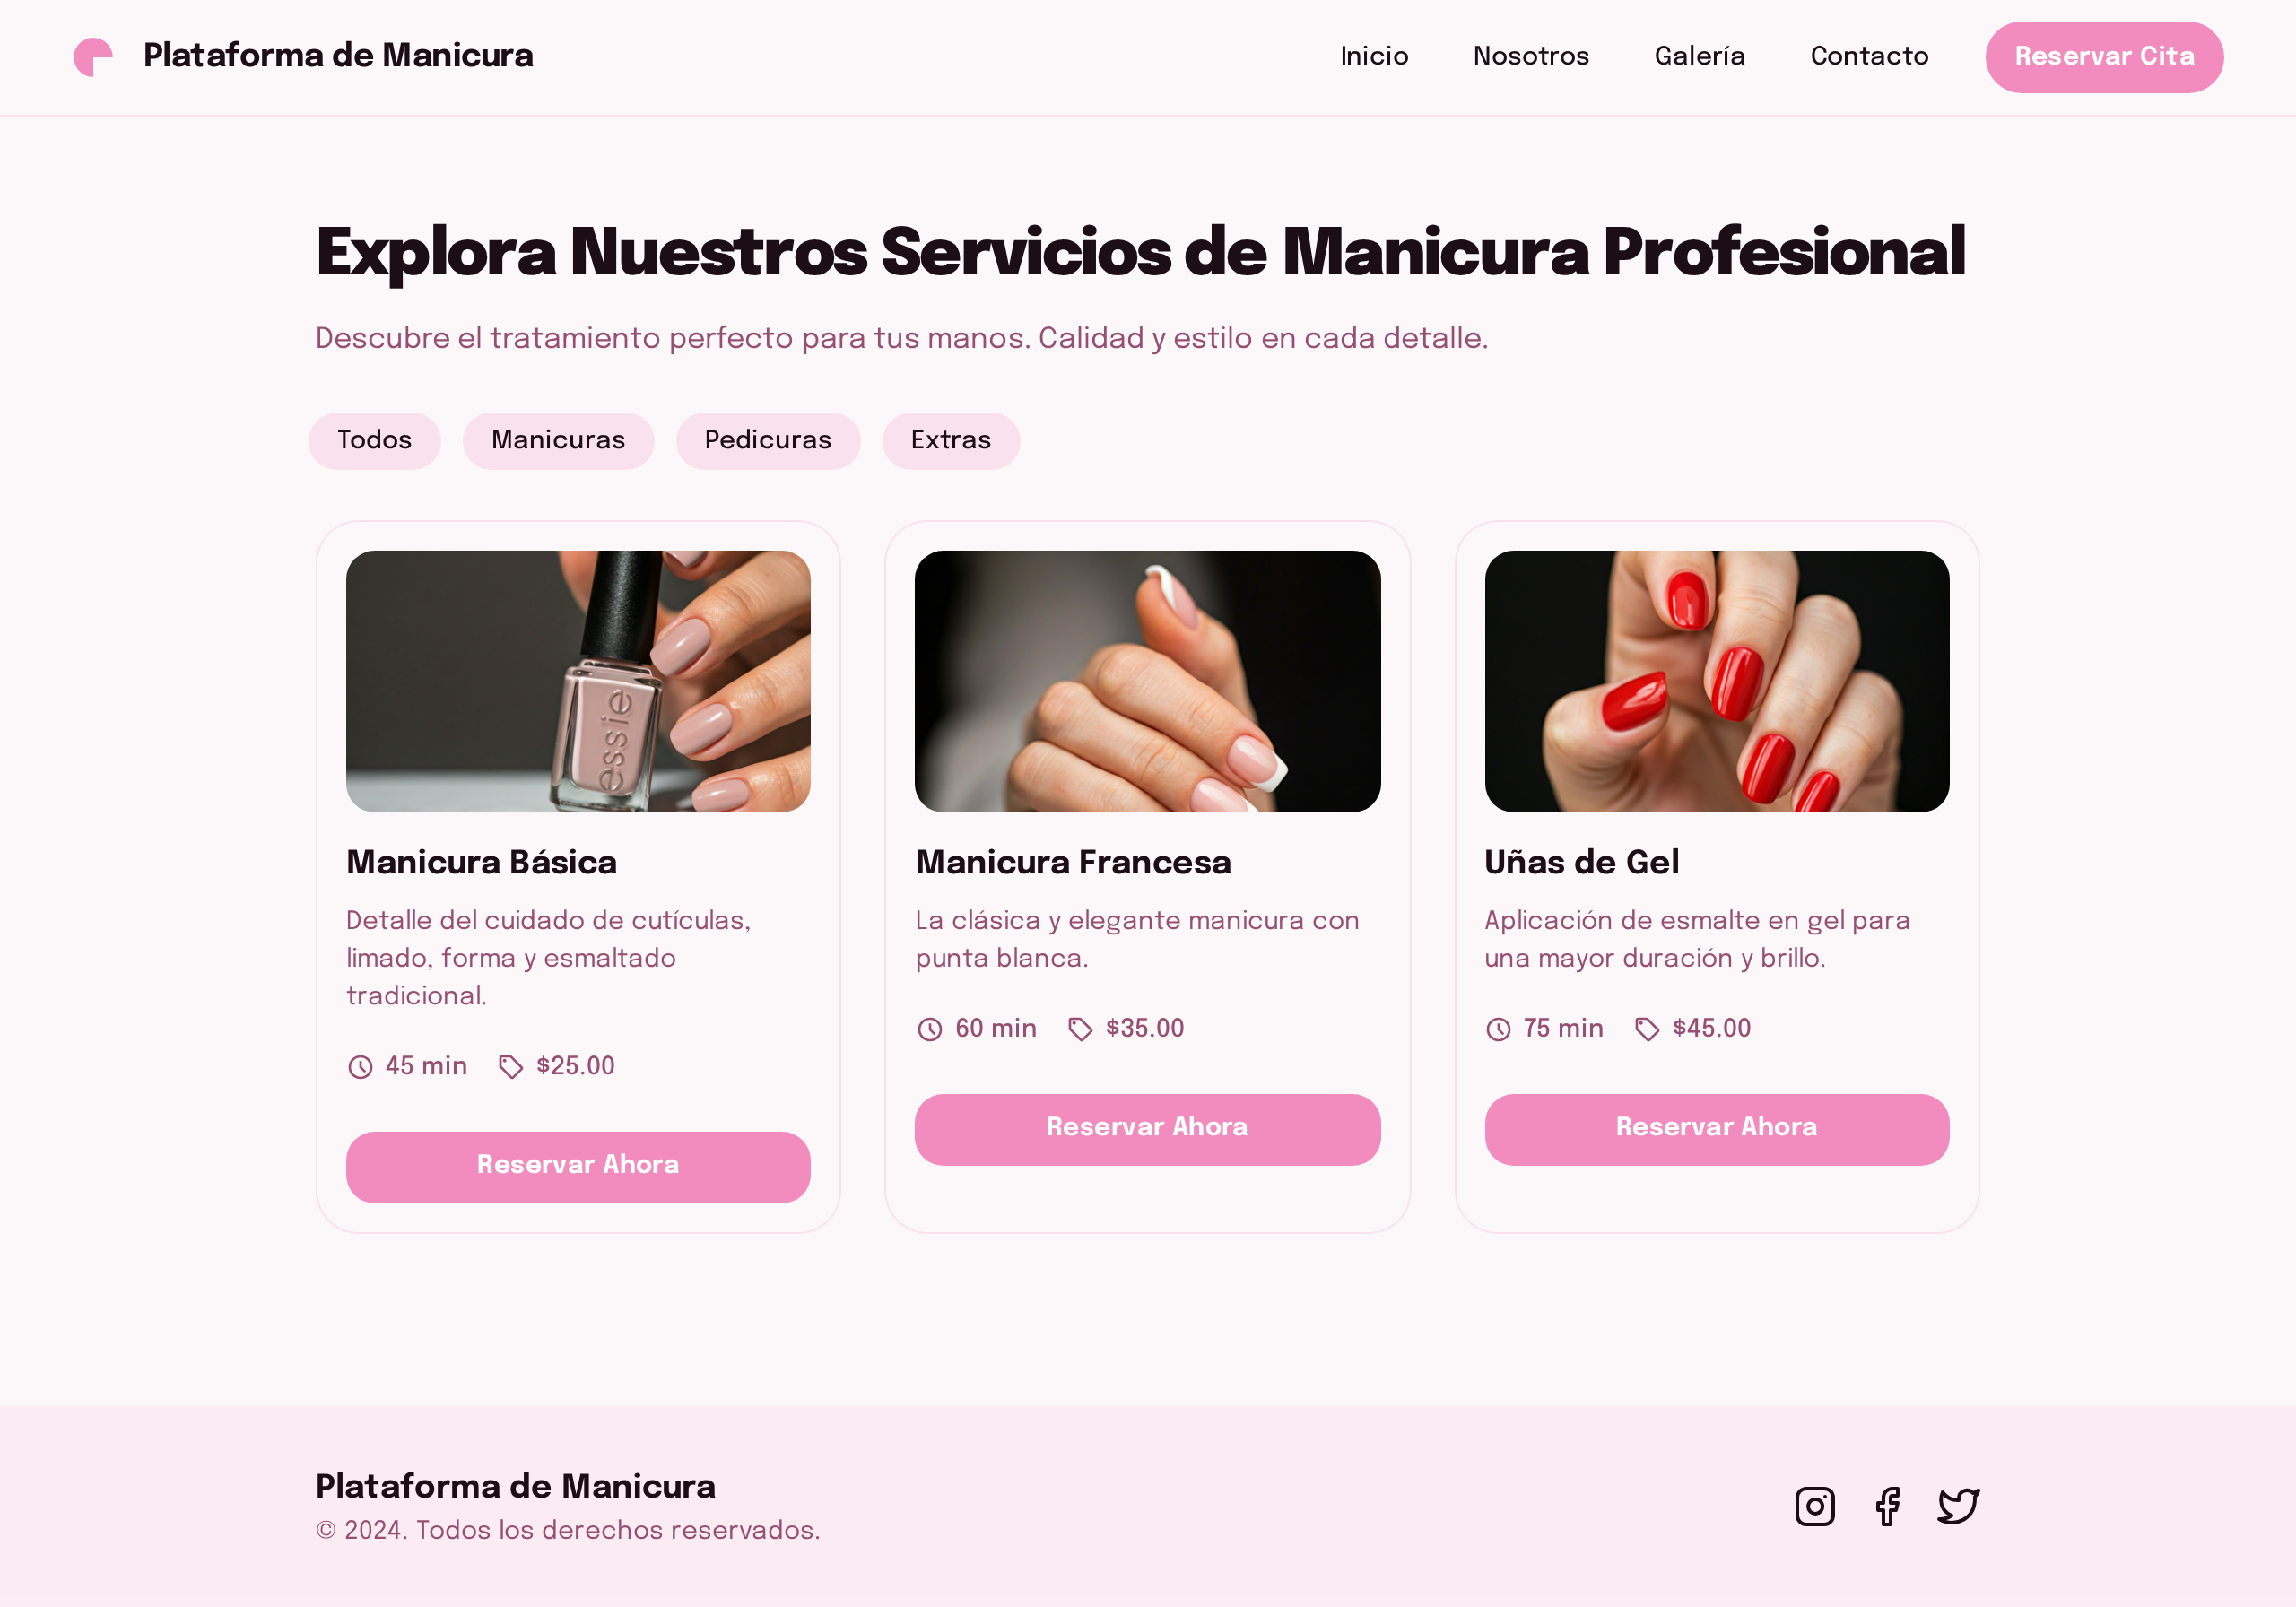 Plataforma de Manicura
Inicio
Nosotros
Galería
Contacto
Reservar Cita
Explora Nuestros Servicios de Manicura Profesional
Descubre el tratamiento perfecto para tus manos. Calidad y estilo en cada detalle.
Todos
Manicuras
Pedicuras
Extras
essie
Manicura Básica
Detalle del cuidado de cutículas,
limado, forma y esmaltado
tradicional.
45 min
$25.00
Reservar Ahora
Manicura Francesa
La clásica y elegante manicura con
punta blanca.
60 min
$35.00
Reservar Ahora
Uñas de Gel
Aplicación de esmalte en gel para
una mayor duración y brillo.
75 min
$45.00
Reservar Ahora
Plataforma de Manicura
© 2024. Todos los derechos reservados.